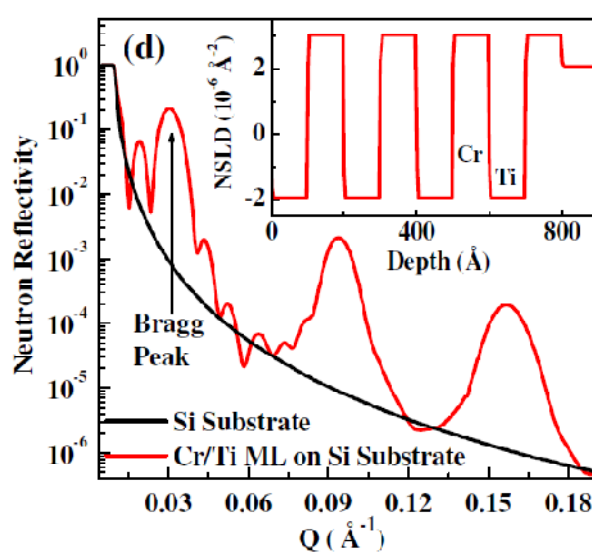 (d)
10⁰
10⁻¹
10⁻²
10⁻³
10⁻⁴
10⁻⁵
10⁻⁶
Neutron Reflectivity
NSLD (10⁻⁶ Å⁻²)
2
0
-2
Cr
Ti
0
400
800
Depth (Å)
Bragg
Peak
Si Substrate
Cr/Ti ML on Si Substrate
0.03
0.06
0.09
0.12
0.15
0.18
Q ( Å⁻¹)